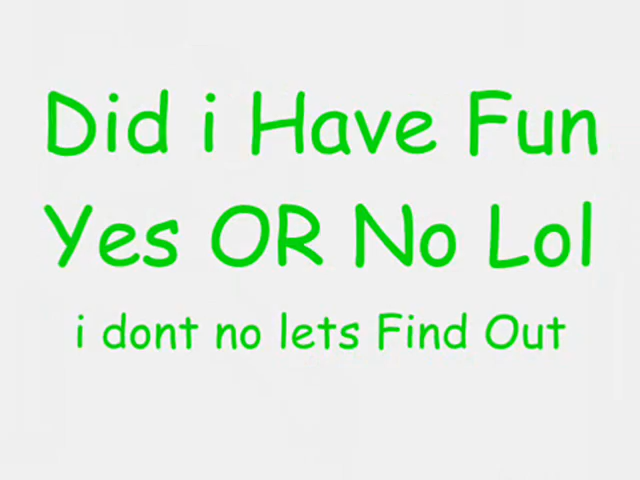 Did i Have Fun
Yes OR No Lol
i dont no lets Find Out